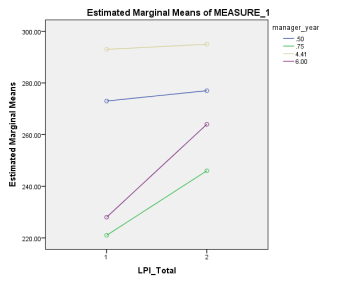 Estimated Marginal Means of MEASURE_1
manager_year
.50
.75
4.41
6.00
Estimated Marginal Means
300.00
280.00
260.00
240.00
220.00
1 2
LPI_Total